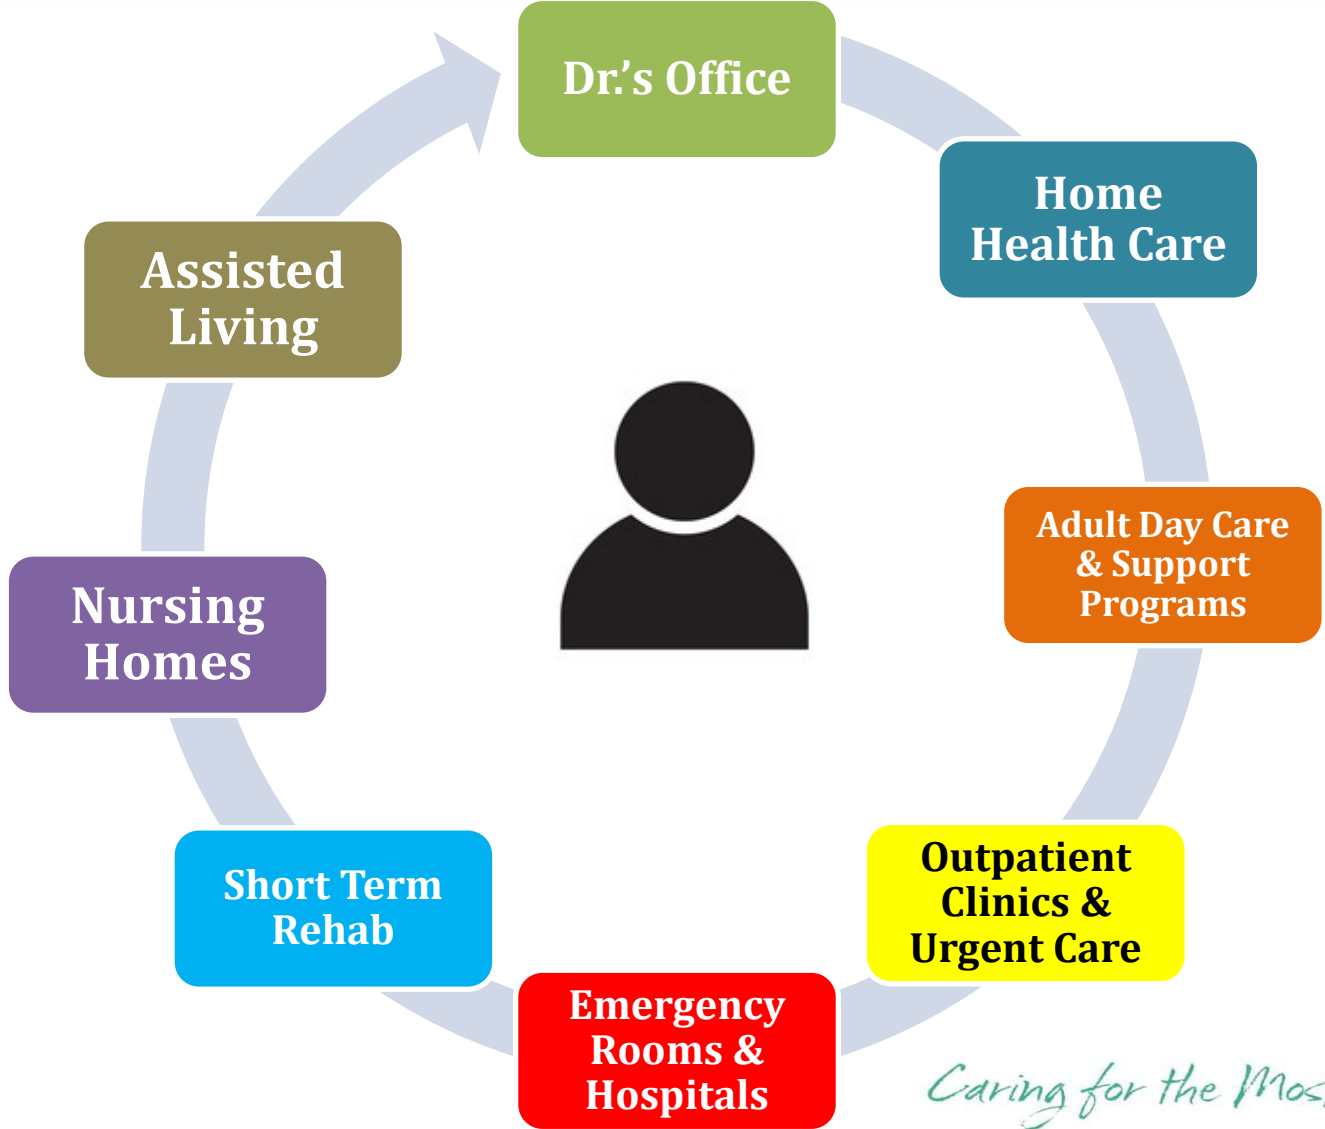 Dr.’s Office
Home
Health Care
Adult Day Care
& Support
Programs
Outpatient
Clinics &
Urgent Care
Emergency
Rooms &
Hospitals
Short Term
Rehab
Nursing
Homes
Assisted
Living
Caring for the